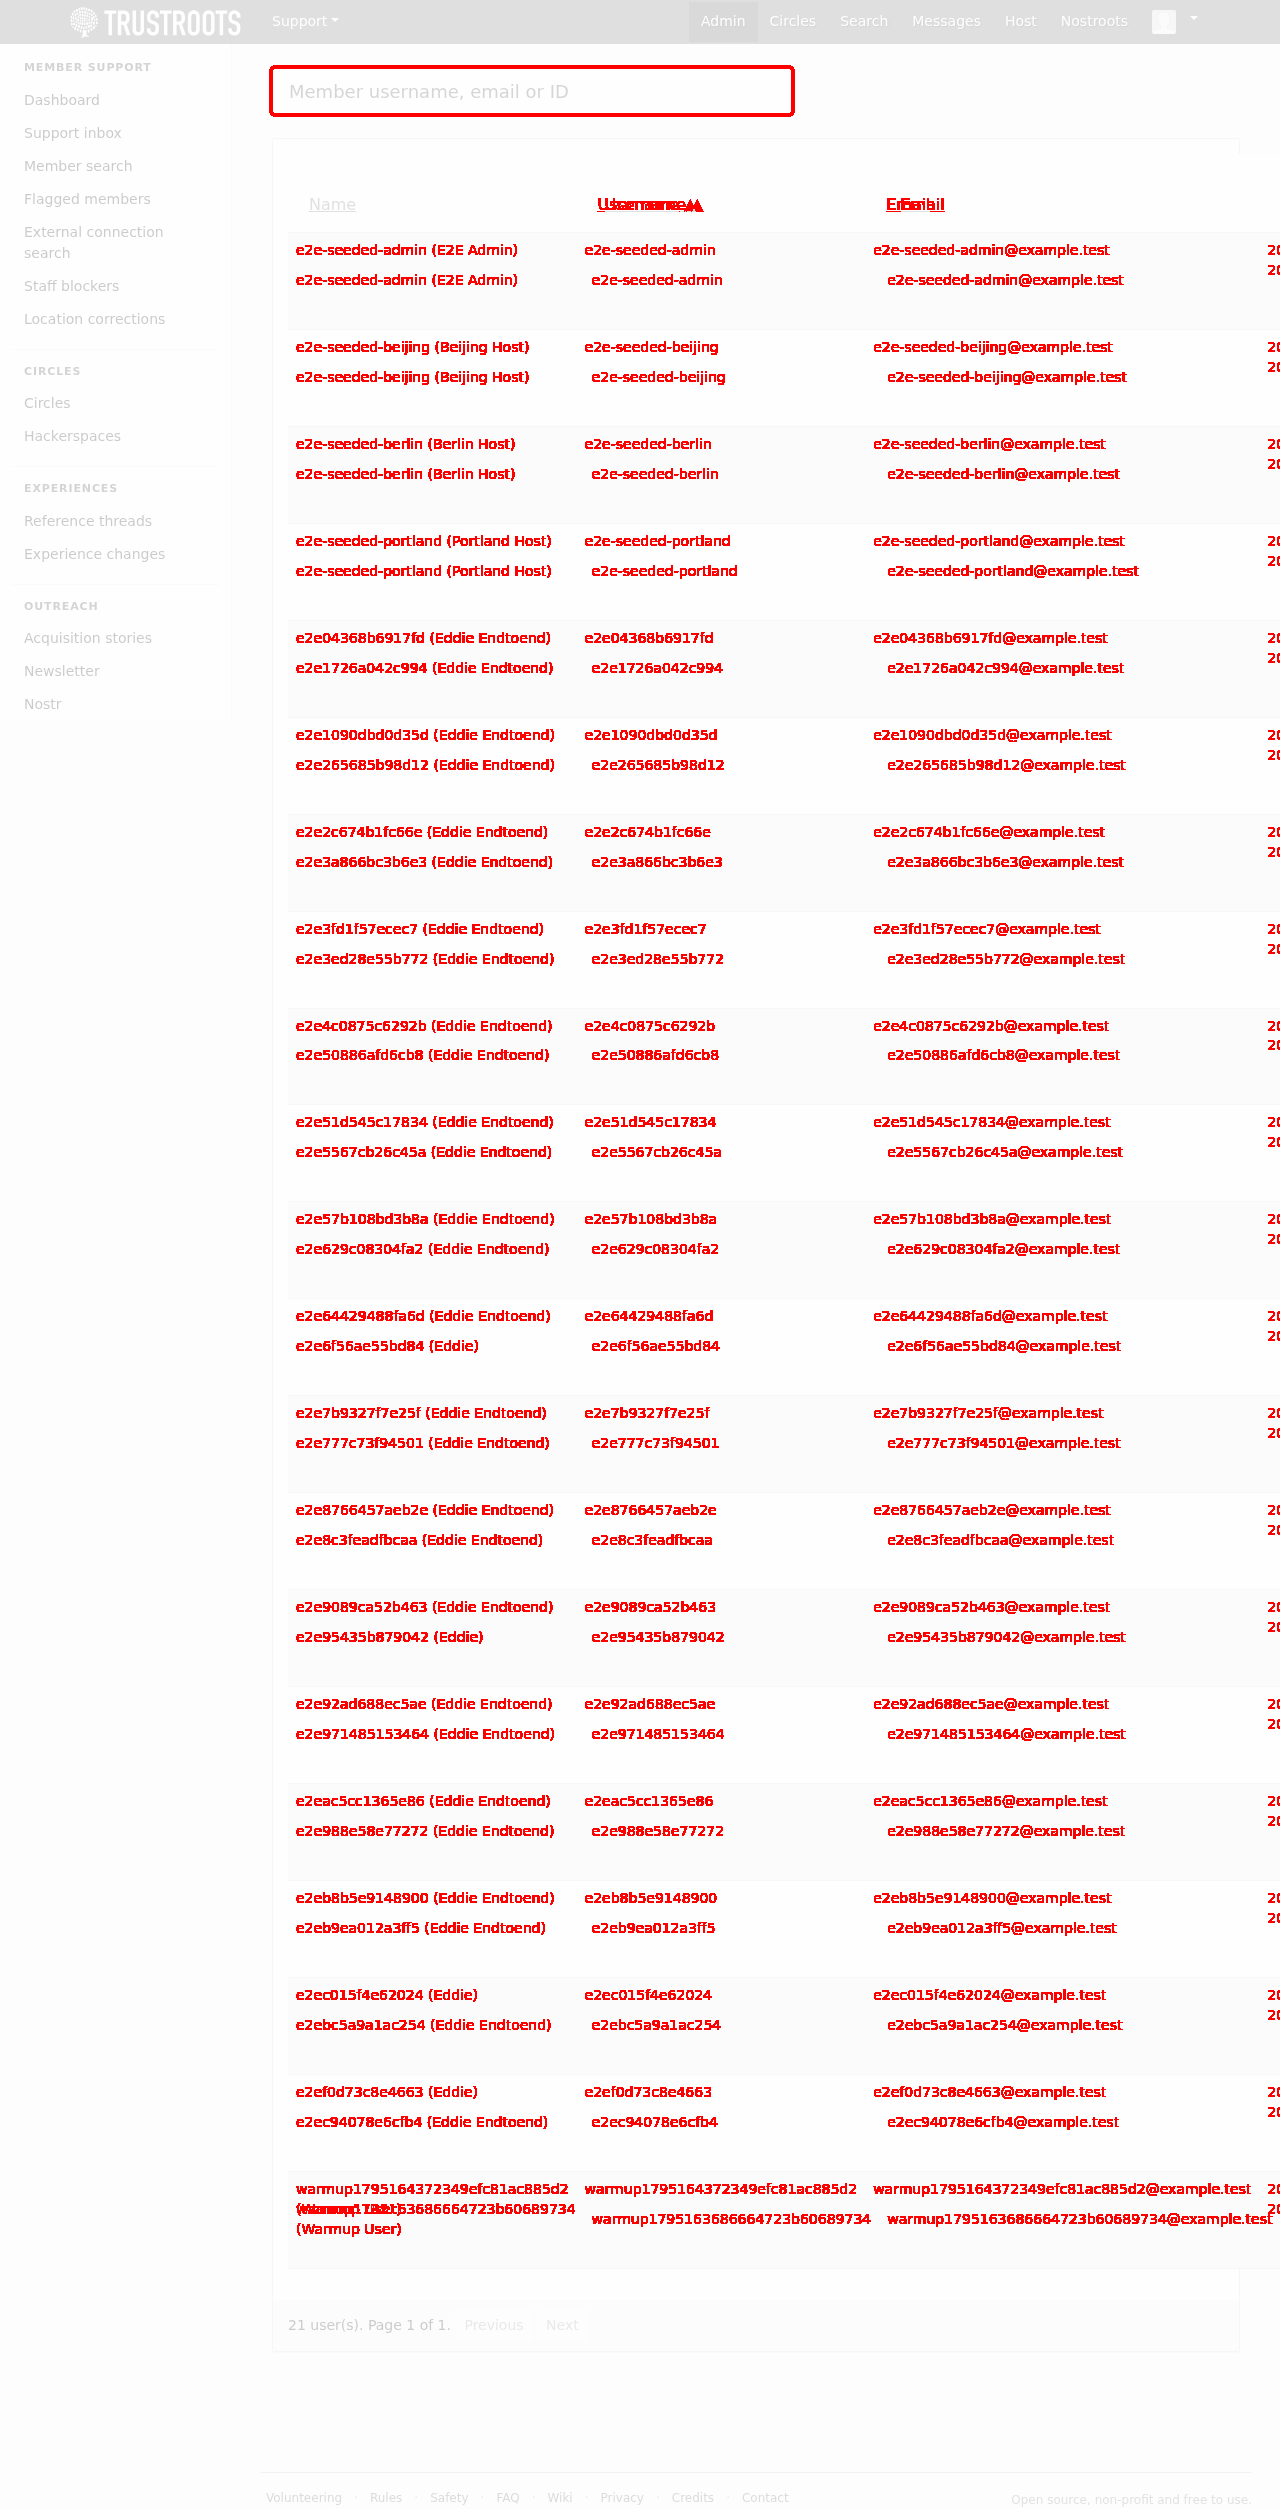 TRUSTROOTS Support Admin Circles Search Messages Host Nostroots
MEMBER SUPPORT
Dashboard
Support inbox
Member search
Flagged members
External connection
search
Staff blockers
Location corrections
CIRCLES
Circles
Hackerspaces
EXPERIENCES
Reference threads
Experience changes
OUTREACH
Acquisition stories
Newsletter
Nostr
Member username, email or ID
Name Username Email
e2e-seeded-admin (E2E Admin) e2e-seeded-admin e2e-seeded-admin@example.test
e2e-seeded-admin (E2E Admin) e2e-seeded-admin e2e-seeded-admin@example.test
e2e-seeded-beijing (Beijing Host) e2e-seeded-beijing e2e-seeded-beijing@example.test
e2e-seeded-beijing (Beijing Host) e2e-seeded-beijing e2e-seeded-beijing@example.test
e2e-seeded-berlin (Berlin Host) e2e-seeded-berlin e2e-seeded-berlin@example.test
e2e-seeded-berlin (Berlin Host) e2e-seeded-berlin e2e-seeded-berlin@example.test
e2e-seeded-portland (Portland Host) e2e-seeded-portland e2e-seeded-portland@example.test
e2e-seeded-portland (Portland Host) e2e-seeded-portland e2e-seeded-portland@example.test
e2e04368b6917fd (Eddie Endtoend) e2e04368b6917fd e2e04368b6917fd@example.test
e2e1726a042c994 (Eddie Endtoend) e2e1726a042c994 e2e1726a042c994@example.test
e2e1090dbd0d35d (Eddie Endtoend) e2e1090dbd0d35d e2e1090dbd0d35d@example.test
e2e265685b98d12 (Eddie Endtoend) e2e265685b98d12 e2e265685b98d12@example.test
e2e2c674b1fc66e (Eddie Endtoend) e2e2c674b1fc66e e2e2c674b1fc66e@example.test
e2e3a866bc3b6e3 (Eddie Endtoend) e2e3a866bc3b6e3 e2e3a866bc3b6e3@example.test
e2e3fd1f57ecec7 (Eddie Endtoend) e2e3fd1f57ecec7 e2e3fd1f57ecec7@example.test
e2e3ed28e55b772 (Eddie Endtoend) e2e3ed28e55b772 e2e3ed28e55b772@example.test
e2e4c0875c6292b (Eddie Endtoend) e2e4c0875c6292b e2e4c0875c6292b@example.test
e2e50886afd6cb8 (Eddie Endtoend) e2e50886afd6cb8 e2e50886afd6cb8@example.test
e2e51d545c17834 (Eddie Endtoend) e2e51d545c17834 e2e51d545c17834@example.test
e2e5567cb26c45a (Eddie Endtoend) e2e5567cb26c45a e2e5567cb26c45a@example.test
e2e57b108bd3b8a (Eddie Endtoend) e2e57b108bd3b8a e2e57b108bd3b8a@example.test
e2e629c08304fa2 (Eddie Endtoend) e2e629c08304fa2 e2e629c08304fa2@example.test
e2e64429488fa6d (Eddie Endtoend) e2e64429488fa6d e2e64429488fa6d@example.test
e2e6f56ae55bd84 (Eddie) e2e6f56ae55bd84 e2e6f56ae55bd84@example.test
e2e7b9327f7e25f (Eddie Endtoend) e2e7b9327f7e25f e2e7b9327f7e25f@example.test
e2e777c73f94501 (Eddie Endtoend) e2e777c73f94501 e2e777c73f94501@example.test
e2e8766457aeb2e (Eddie Endtoend) e2e8766457aeb2e e2e8766457aeb2e@example.test
e2e8c3feadfbcaa (Eddie Endtoend) e2e8c3feadfbcaa e2e8c3feadfbcaa@example.test
e2e9089ca52b463 (Eddie Endtoend) e2e9089ca52b463 e2e9089ca52b463@example.test
e2e95435b879042 (Eddie) e2e95435b879042 e2e95435b879042@example.test
e2e92ad688ec5ae (Eddie Endtoend) e2e92ad688ec5ae e2e92ad688ec5ae@example.test
e2e971485153464 (Eddie Endtoend) e2e971485153464 e2e971485153464@example.test
e2eac5cc1365e86 (Eddie Endtoend) e2eac5cc1365e86 e2eac5cc1365e86@example.test
e2e988e58e77272 (Eddie Endtoend) e2e988e58e77272 e2e988e58e77272@example.test
e2eb8b5e9148900 (Eddie Endtoend) e2eb8b5e9148900 e2eb8b5e9148900@example.test
e2eb9ea012a3ff5 (Eddie Endtoend) e2eb9ea012a3ff5 e2eb9ea012a3ff5@example.test
e2ec015f4e62024 (Eddie) e2ec015f4e62024 e2ec015f4e62024@example.test
e2ebc5a9a1ac254 (Eddie Endtoend) e2ebc5a9a1ac254 e2ebc5a9a1ac254@example.test
e2ef0d73c8e4663 (Eddie) e2ef0d73c8e4663 e2ef0d73c8e4663@example.test
e2ec94078e6cfb4 (Eddie Endtoend) e2ec94078e6cfb4 e2ec94078e6cfb4@example.test
warmup1795164372349efc81ac885d2 warmup1795164372349efc81ac885d2 warmup1795164372349efc81ac885d2@example.test
warmup1795163686664723b60689734 warmup1795163686664723b60689734@example.test
(Warmup User)
21 user(s). Page 1 of 1. Previous Next
Volunteering · Rules · Safety · FAQ · Wiki · Privacy · Credits · Contact
Open source, non-profit and free to use.